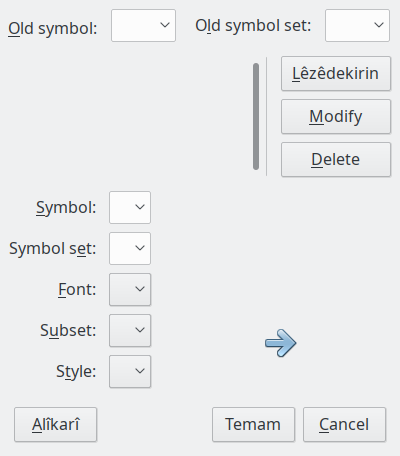 Old symbol: Old symbol set:
Lêzêdekirin
Modify
Delete
Symbol:
Symbol set:
Font:
Subset:
Style:
Alîkarî Temam Cancel